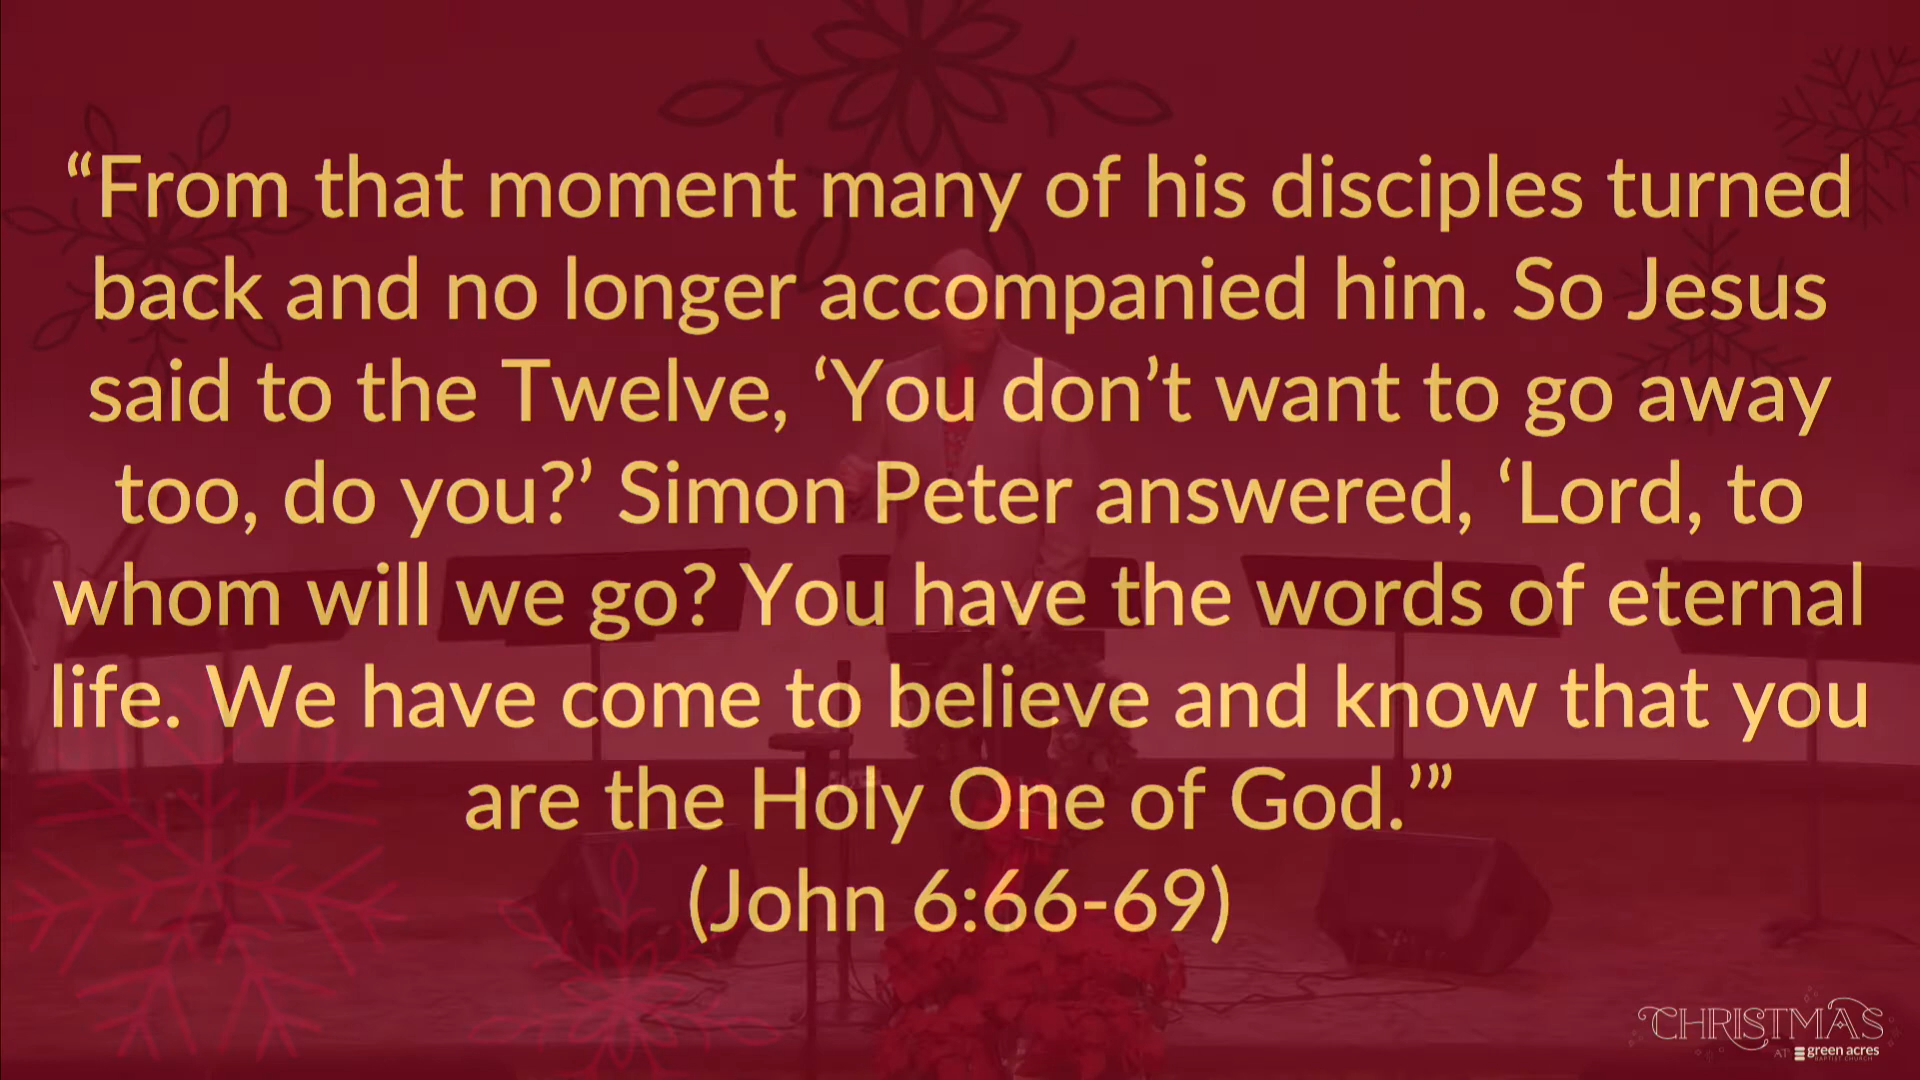 “From that moment many of his disciples turned
back and no longer accompanied him. So Jesus
said to the Twelve, ‘You don’t want to go away
too, do you?’ Simon Peter answered, ‘Lord, to
whom will we go? You have the words of eternal
life. We have come to believe and know that you
are the Holy One of God.’”
(John 6:66-69)
CHRISTMAS
AT green acres
BAPTIST CHURCH